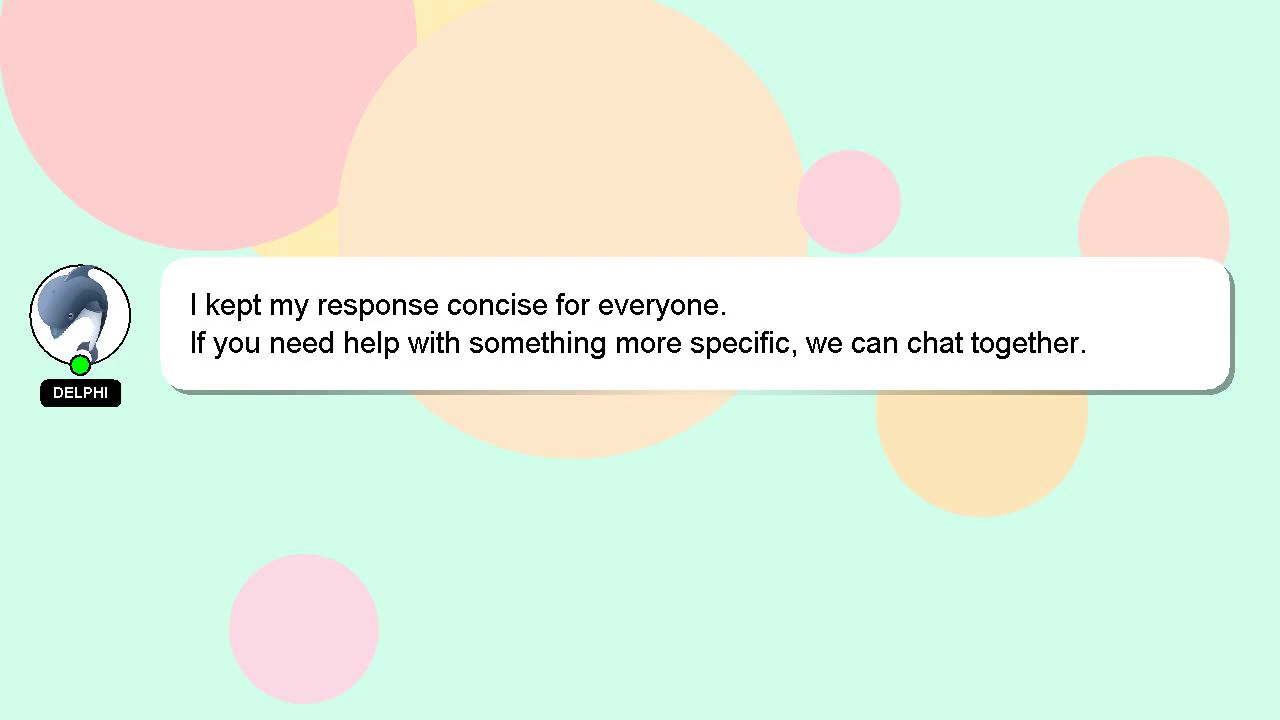 I kept my response concise for everyone.
If you need help with something more specific, we can chat together.
DELPHI